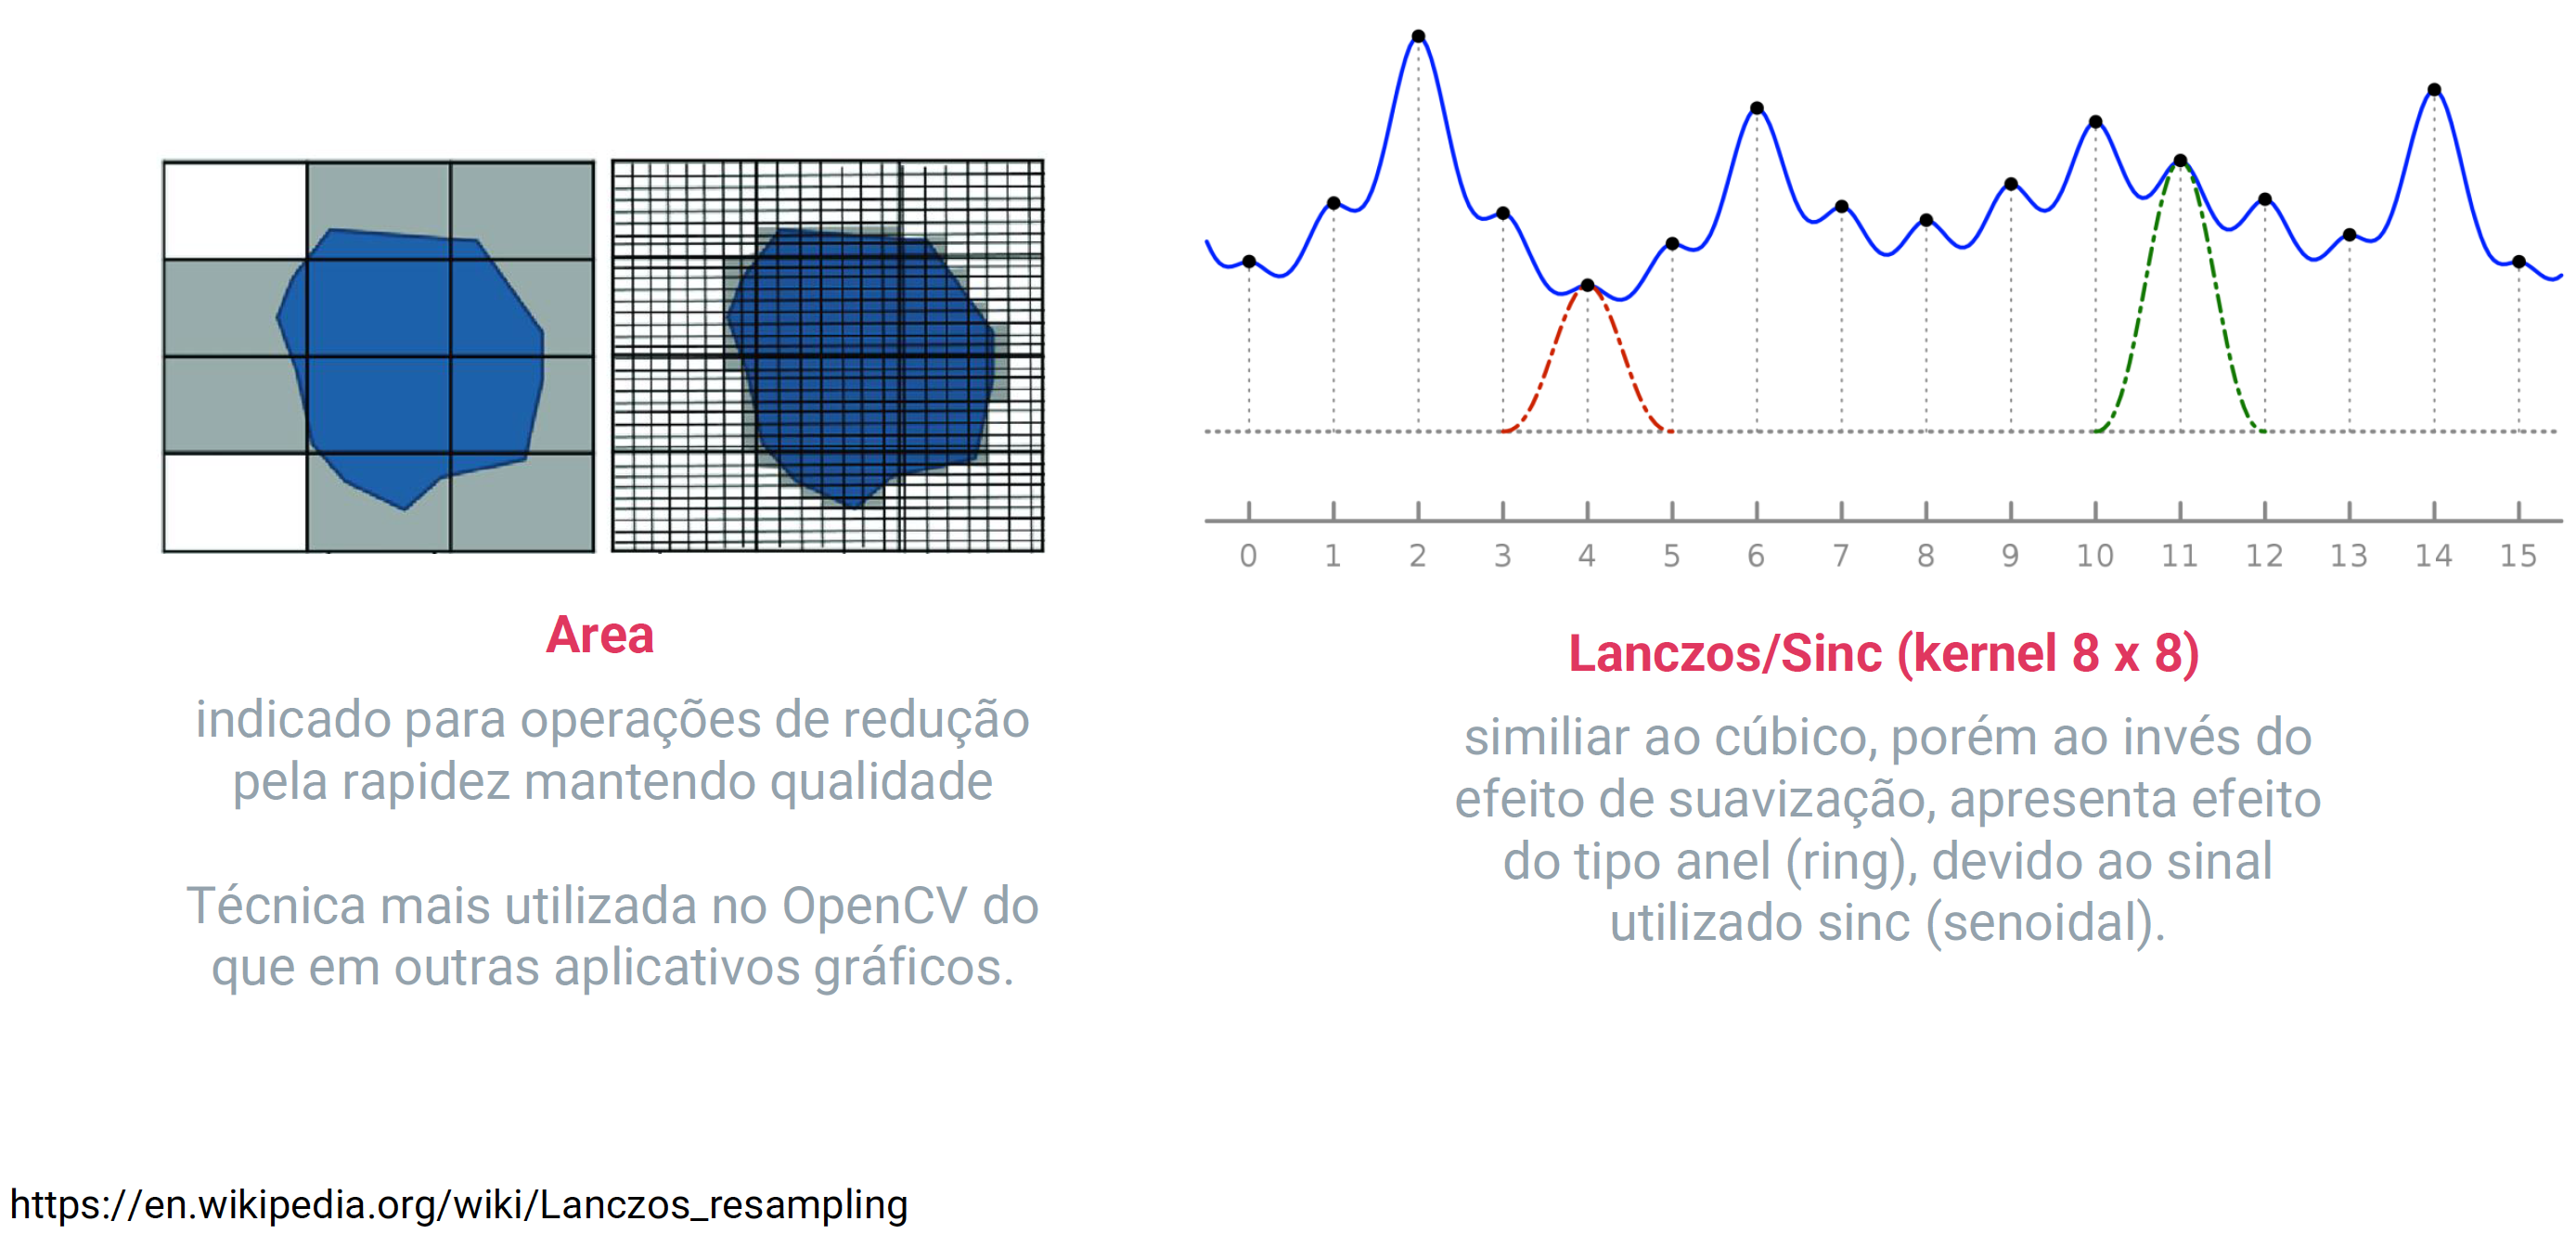 0 1 2 3 4 5 6 7 8 9 10 11 12 13 14 15
Area
indicado para operações de redução
pela rapidez mantendo qualidade
Técnica mais utilizada no OpenCV do
que em outras aplicativos gráficos.
Lanczos/Sinc (kernel 8 x 8)
similiar ao cúbico, porém ao invés do
efeito de suavização, apresenta efeito
do tipo anel (ring), devido ao sinal
utilizado sinc (senoidal).
https://en.wikipedia.org/wiki/Lanczos_resampling